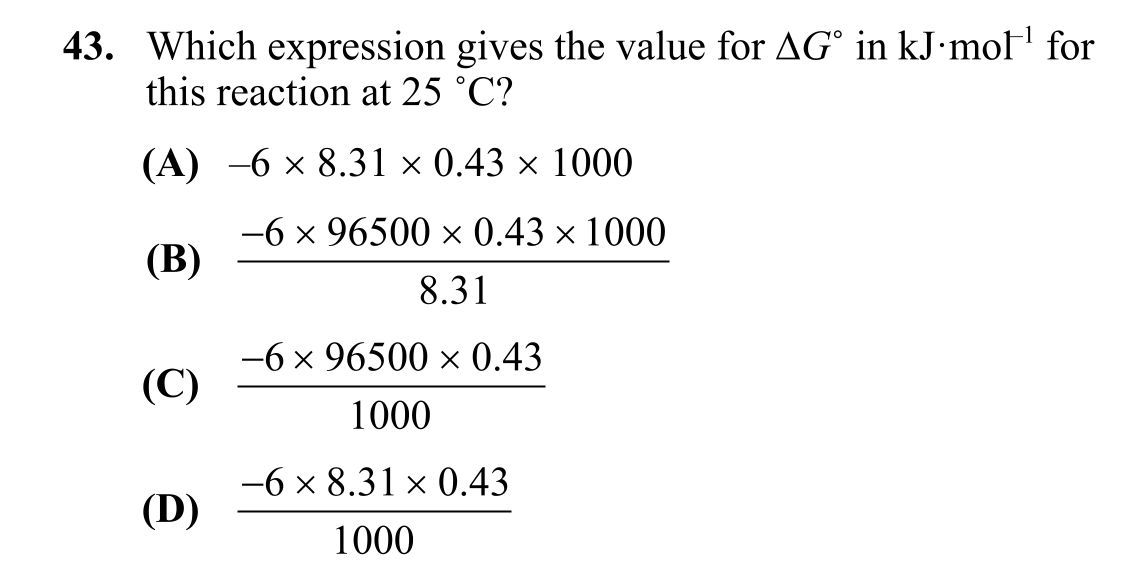 43. Which expression gives the value for ΔG° in kJ·mol⁻¹ for
this reaction at 25 ˚C?
(A) –6 × 8.31 × 0.43 × 1000
(B) –6 × 96500 × 0.43 × 1000
8.31
(C) –6 × 96500 × 0.43
1000
(D) –6 × 8.31 × 0.43
1000